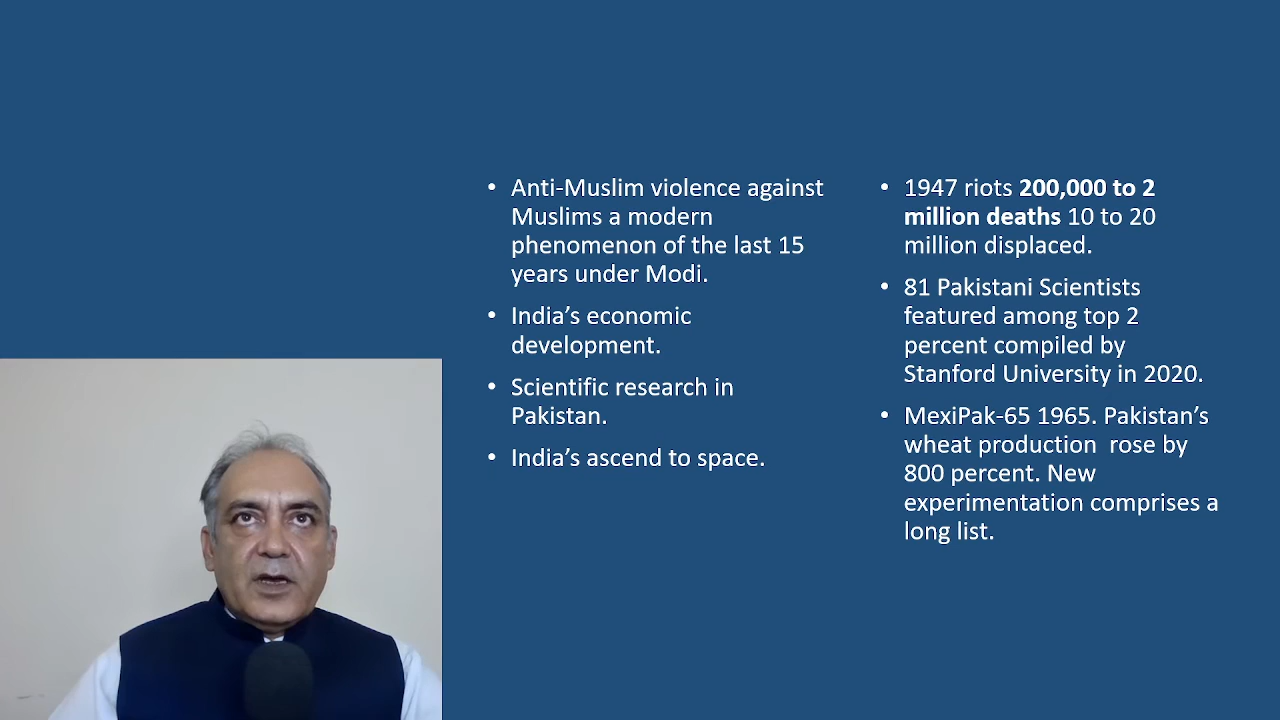 • Anti-Muslim violence against
Muslims a modern
phenomenon of the last 15
years under Modi.
• India’s economic
development.
• Scientific research in
Pakistan.
• India’s ascend to space.
• 1947 riots 200,000 to 2
million deaths 10 to 20
million displaced.
• 81 Pakistani Scientists
featured among top 2
percent compiled by
Stanford University in 2020.
• MexiPak-65 1965. Pakistan’s
wheat production  rose by
800 percent. New
experimentation comprises a
long list.